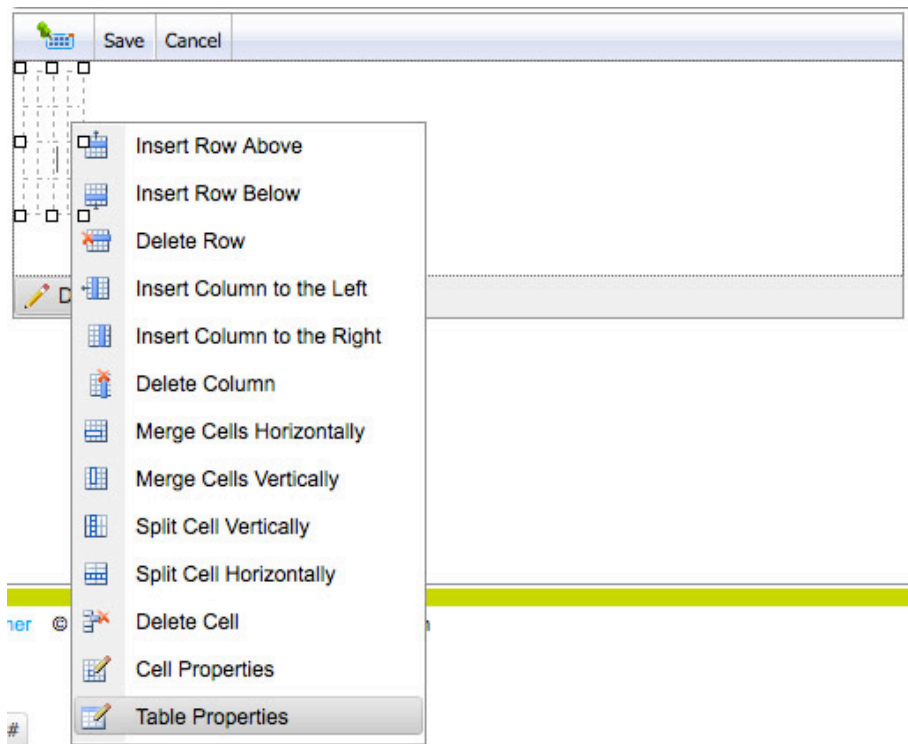 Save Cancel
Insert Row Above
Insert Row Below
Delete Row
D
Insert Column to the Left
Insert Column to the Right
Delete Column
Merge Cells Horizontally
Merge Cells Vertically
Split Cell Vertically
Split Cell Horizontally
©
Delete Cell
Cell Properties
Table Properties
#